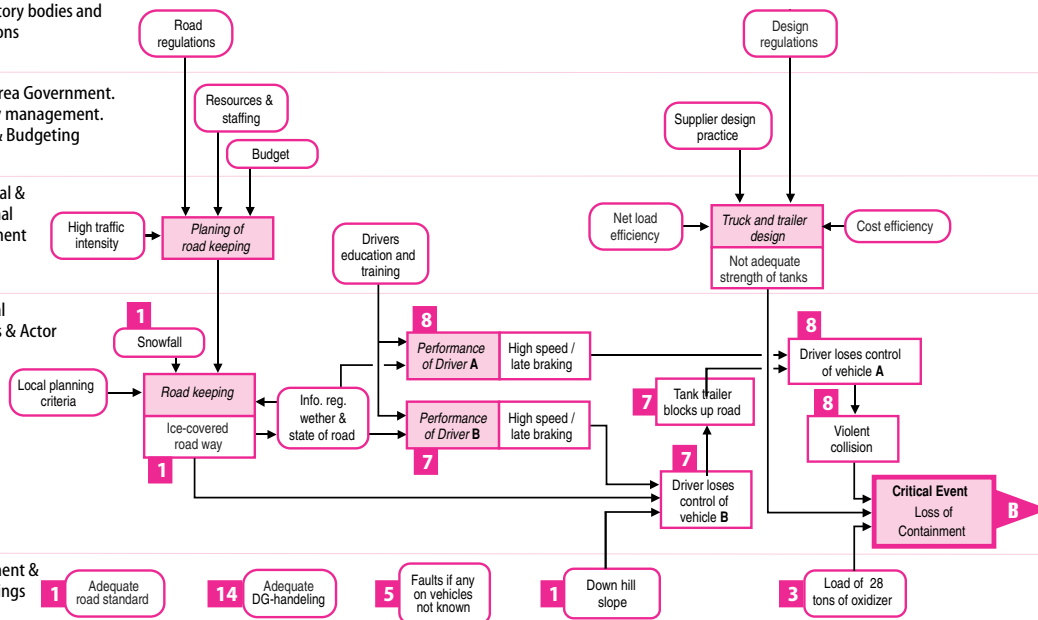 tory bodies and
ons
Road
regulations
Design
regulations
rea Government.
y management.
& Budgeting
Resources &
staffing
Budget
Supplier design
practice
al &
nal
ment
High traffic
intensity
Planing of
road keeping
Drivers
education and
training
Net load
efficiency
Truck and trailer
design
Not adequate
strength of tanks
Cost efficiency
al
s & Actor
1
Snowfall
Local planning
criteria
Road keeping
Ice-covered
road way
1
Info. reg.
wether &
state of road
8
Performance
of Driver A
High speed /
late braking
Performance
of Driver B
High speed /
late braking
7
7
Tank trailer
blocks up road
7
Driver loses
control of
vehicle B
8
Driver loses control
of vehicle A
8
Violent
collision
Critical Event
Loss of
Containment
B
ment &
ings
1
Adequate
road standard
14
Adequate
DG-handeling
5
Faults if any
on vehicles
not known
1
Down hill
slope
3
Load of 28
tons of oxidizer